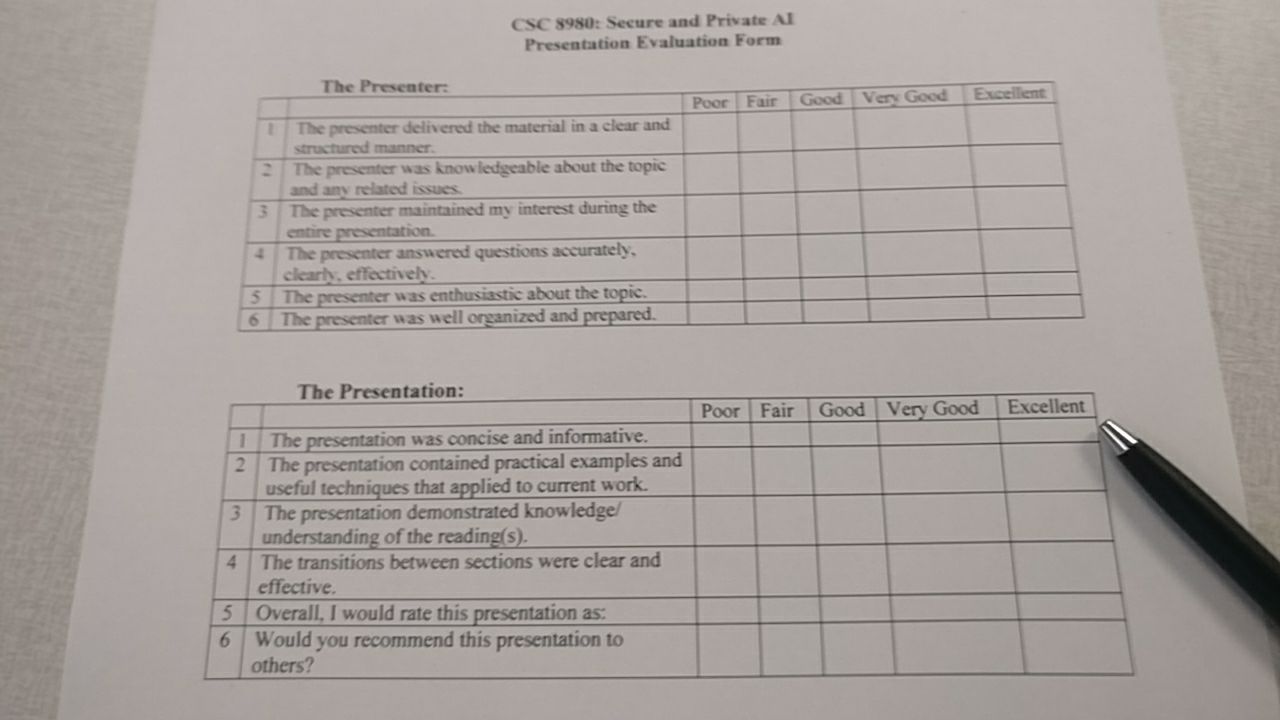 CSC 8980: Secure and Private AI
Presentation Evaluation Form
The Presenter:
Poor Fair Good Very Good Excellent
1 The presenter delivered the material in a clear and
structured manner.
2 The presenter was knowledgeable about the topic
and any related issues.
3 The presenter maintained my interest during the
entire presentation.
4 The presenter answered questions accurately,
clearly, effectively.
5 The presenter was enthusiastic about the topic.
6 The presenter was well organized and prepared.
The Presentation:
Poor Fair Good Very Good Excellent
1 The presentation was concise and informative.
2 The presentation contained practical examples and
useful techniques that applied to current work.
3 The presentation demonstrated knowledge/
understanding of the reading(s).
4 The transitions between sections were clear and
effective.
5 Overall, I would rate this presentation as:
6 Would you recommend this presentation to
others?